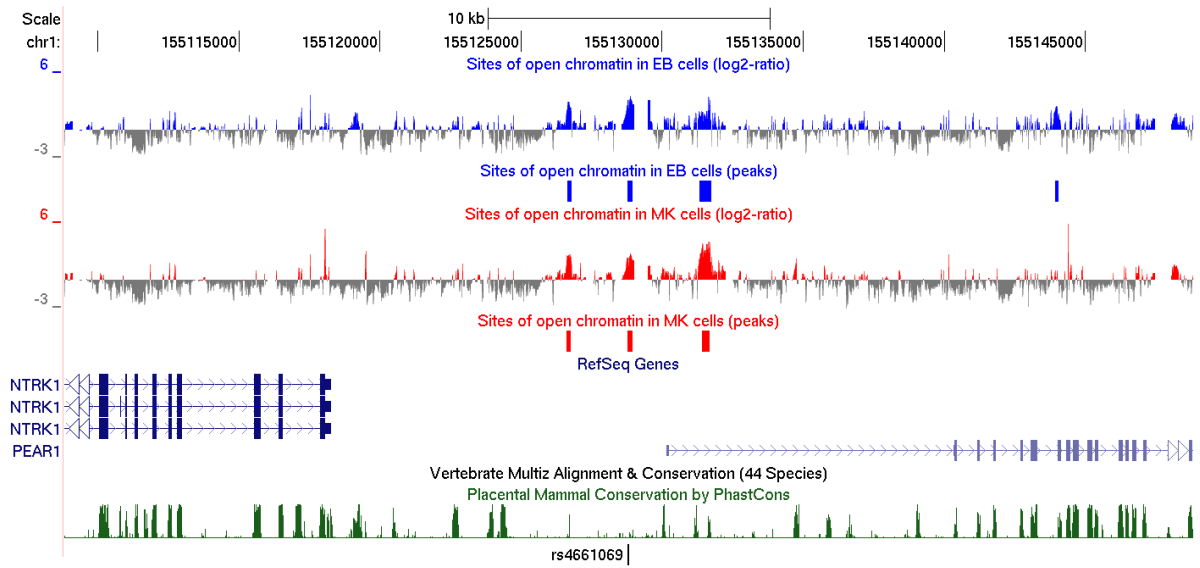 Scale 10 kb
chr1: 155115000 155120000 155125000 155130000 155135000 155140000 155145000
Sites of open chromatin in EB cells (log2-ratio)
6
-3
Sites of open chromatin in EB cells (peaks)
Sites of open chromatin in MK cells (log2-ratio)
6
-3
Sites of open chromatin in MK cells (peaks)
RefSeq Genes
NTRK1
NTRK1
NTRK1
PEAR1
Vertebrate Multiz Alignment & Conservation (44 Species)
Placental Mammal Conservation by PhastCons
rs4661069